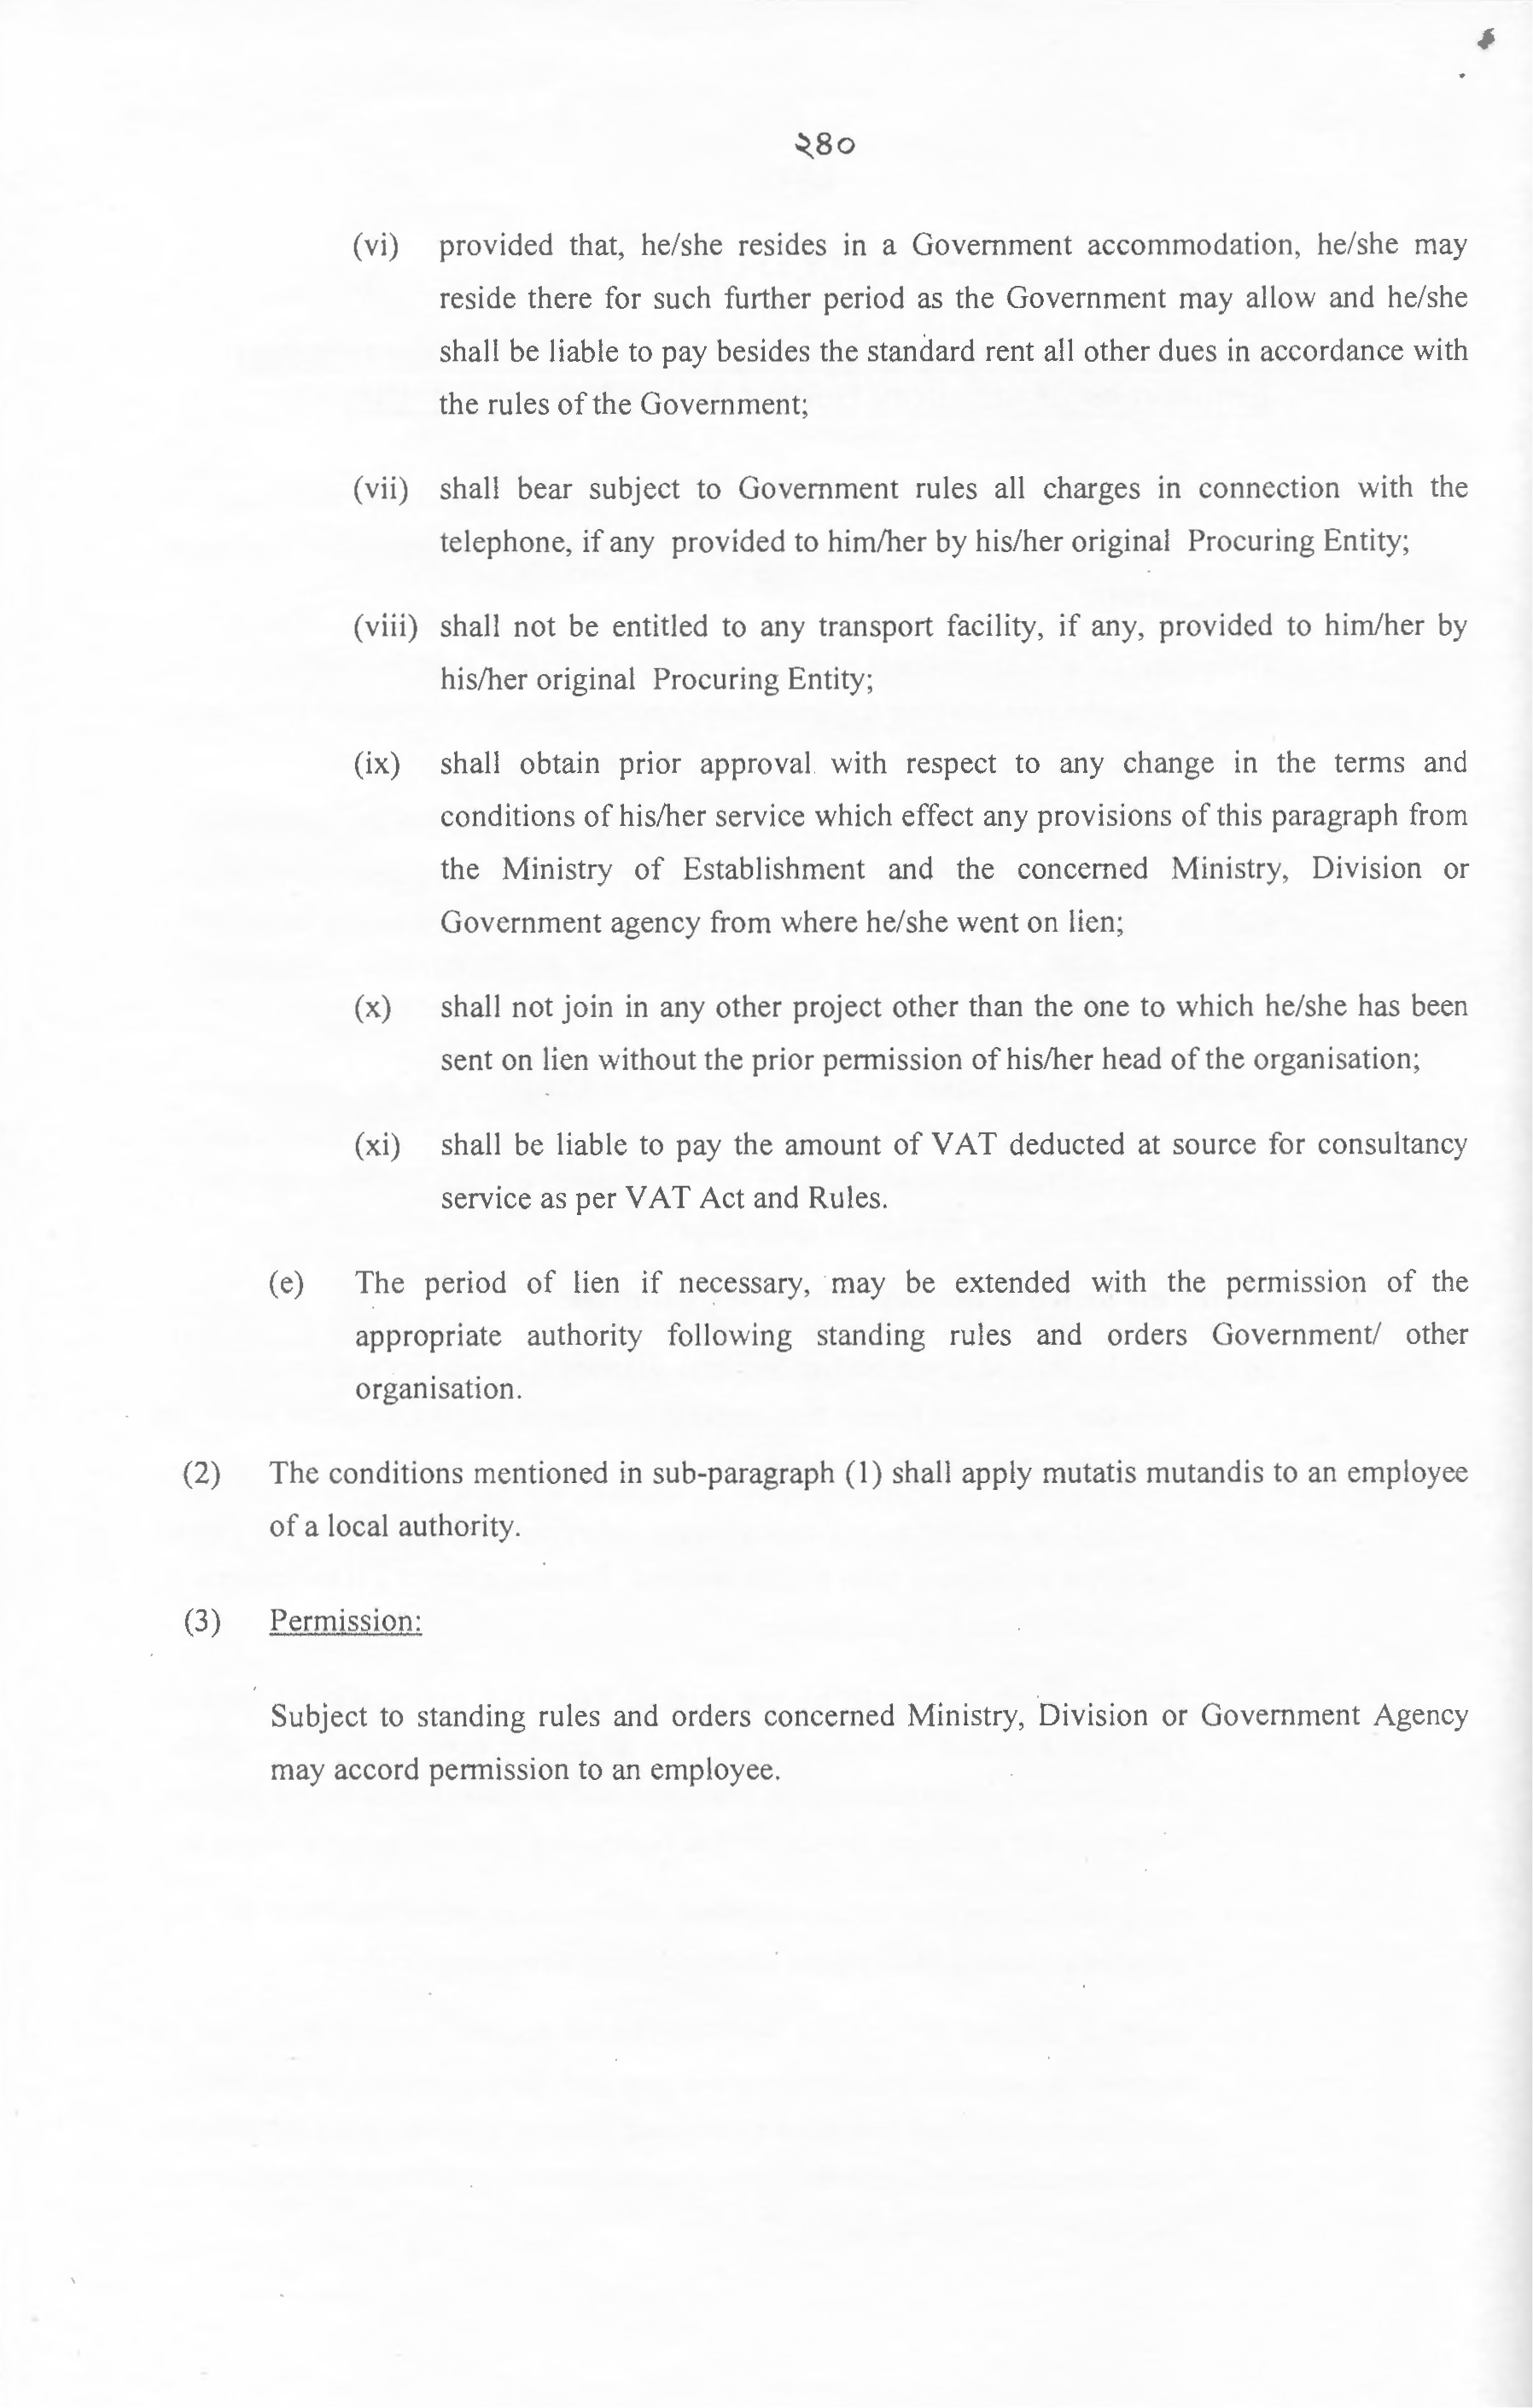 ২৪০
(vi) provided that, he/she resides in a Government accommodation, he/she may
reside there for such further period as the Government may allow and he/she
shall be liable to pay besides the standard rent all other dues in accordance with
the rules of the Government;
(vii) shall bear subject to Government rules all charges in connection with the
telephone, if any provided to him/her by his/her original Procuring Entity;
(viii) shall not be entitled to any transport facility, if any, provided to him/her by
his/her original Procuring Entity;
(ix) shall obtain prior approval with respect to any change in the terms and
conditions of his/her service which effect any provisions of this paragraph from
the Ministry of Establishment and the concerned Ministry, Division or
Government agency from where he/she went on lien;
(x) shall not join in any other project other than the one to which he/she has been
sent on lien without the prior permission of his/her head of the organisation;
(xi) shall be liable to pay the amount of VAT deducted at source for consultancy
service as per VAT Act and Rules.
(e) The period of lien if necessary, may be extended with the permission of the
appropriate authority following standing rules and orders Government/ other
organisation.
(2) The conditions mentioned in sub-paragraph (1) shall apply mutatis mutandis to an employee
of a local authority.
(3) Permission:
Subject to standing rules and orders concerned Ministry, Division or Government Agency
may accord permission to an employee.